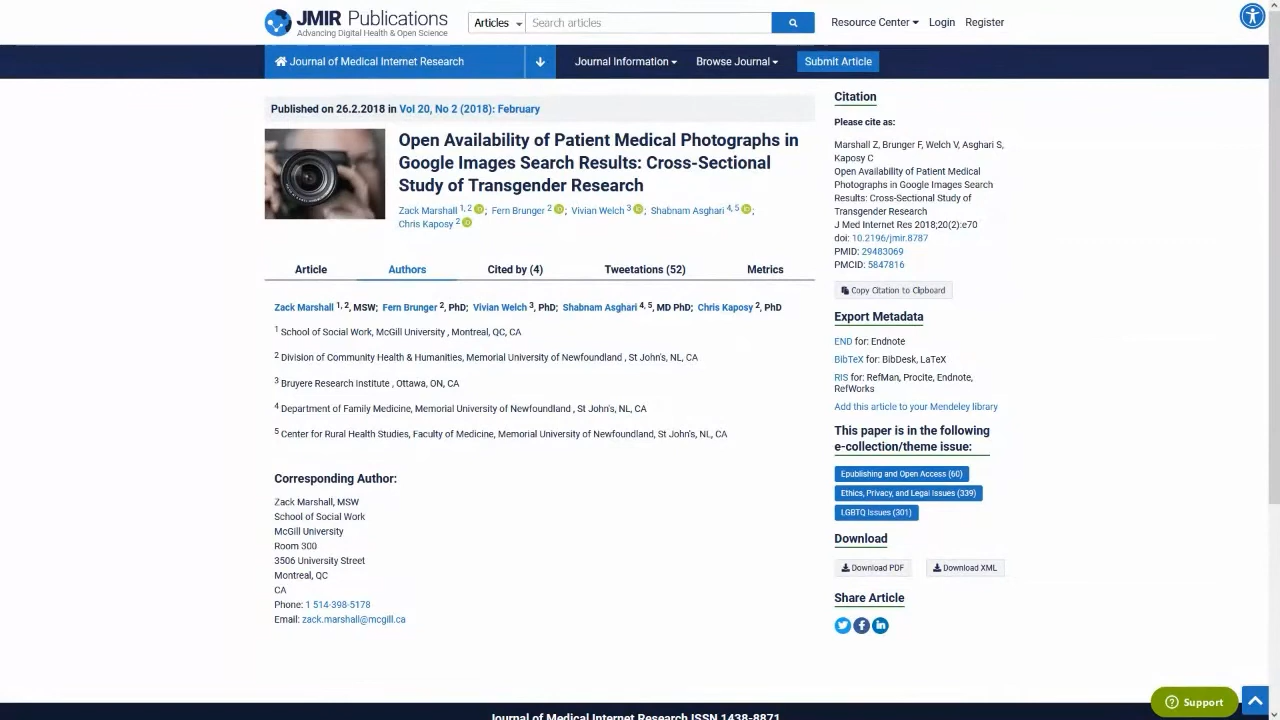 JMIR Publications
Advancing Digital Health & Open Science
Articles
Search articles
Resource Center
Login
Register
Journal of Medical Internet Research
Journal Information
Browse Journal
Submit Article
Published on 26.2.2018 in Vol 20, No 2 (2018): February
Open Availability of Patient Medical Photographs in
Google Images Search Results: Cross-Sectional
Study of Transgender Research
Zack Marshall 1, 2 iD; Fern Brunger 2 iD; Vivian Welch 3 iD; Shabnam Asghari 4, 5 iD;
Chris Kaposy 2 iD
Article
Authors
Cited by (4)
Tweetations (52)
Metrics
Zack Marshall 1, 2, MSW; Fern Brunger 2, PhD; Vivian Welch 3, PhD; Shabnam Asghari 4, 5, MD PhD; Chris Kaposy 2, PhD
1 School of Social Work, McGill University , Montreal, QC, CA
2 Division of Community Health & Humanities, Memorial University of Newfoundland , St John's, NL, CA
3 Bruyere Research Institute , Ottawa, ON, CA
4 Department of Family Medicine, Memorial University of Newfoundland , St John's, NL, CA
5 Center for Rural Health Studies, Faculty of Medicine, Memorial University of Newfoundland, St John's, NL, CA
Corresponding Author:
Zack Marshall, MSW
School of Social Work
McGill University
Room 300
3506 University Street
Montreal, QC
CA
Phone: 1 514-398-5178
Email: zack.marshall@mcgill.ca
Citation
Please cite as:
Marshall Z, Brunger F, Welch V, Asghari S,
Kaposy C
Open Availability of Patient Medical
Photographs in Google Images Search
Results: Cross-Sectional Study of
Transgender Research
J Med Internet Res 2018;20(2):e70
doi: 10.2196/jmir.8787
PMID: 29483069
PMCID: 5847816
Copy Citation to Clipboard
Export Metadata
END for: Endnote
BibTeX for: BibDesk, LaTeX
RIS for: RefMan, Procite, Endnote,
RefWorks
Add this article to your Mendeley library
This paper is in the following
e-collection/theme issue:
Epublishing and Open Access (60)
Ethics, Privacy, and Legal Issues (339)
LGBTQ Issues (301)
Download
Download PDF
Download XML
Share Article
Support
Journal of Medical Internet Research ISSN 1438-8871